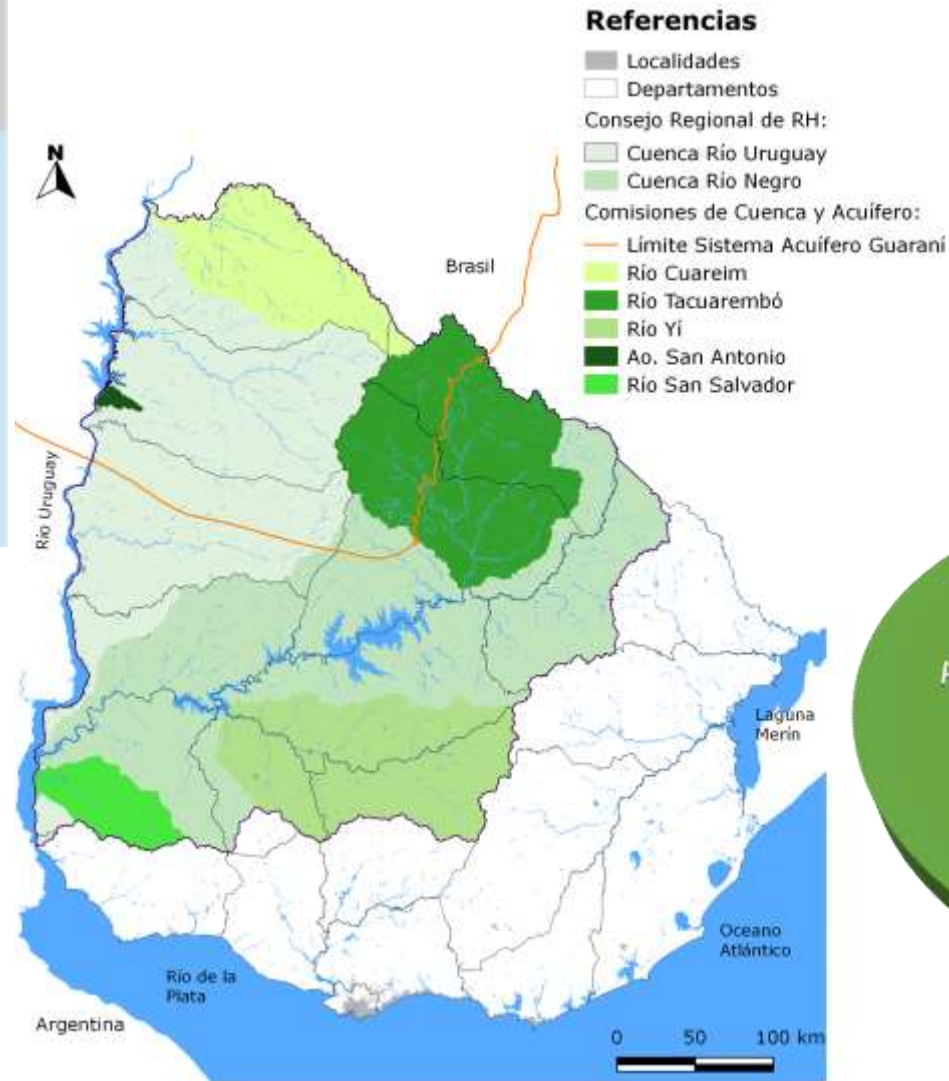 Referencias
Localidades
Departamentos
Consejo Regional de RH:
Cuenca Río Uruguay
Cuenca Río Negro
Comisiones de Cuenca y Acuífero:
Límite Sistema Acuífero Guaraní
Río Cuareim
Río Tacuarembó
Río Yí
Ao. San Antonio
Río San Salvador
N
Brasil
Río Uruguay
Laguna
Merín
Oceano
Atlántico
Río de la
Plata
Argentina
0 50 100 km